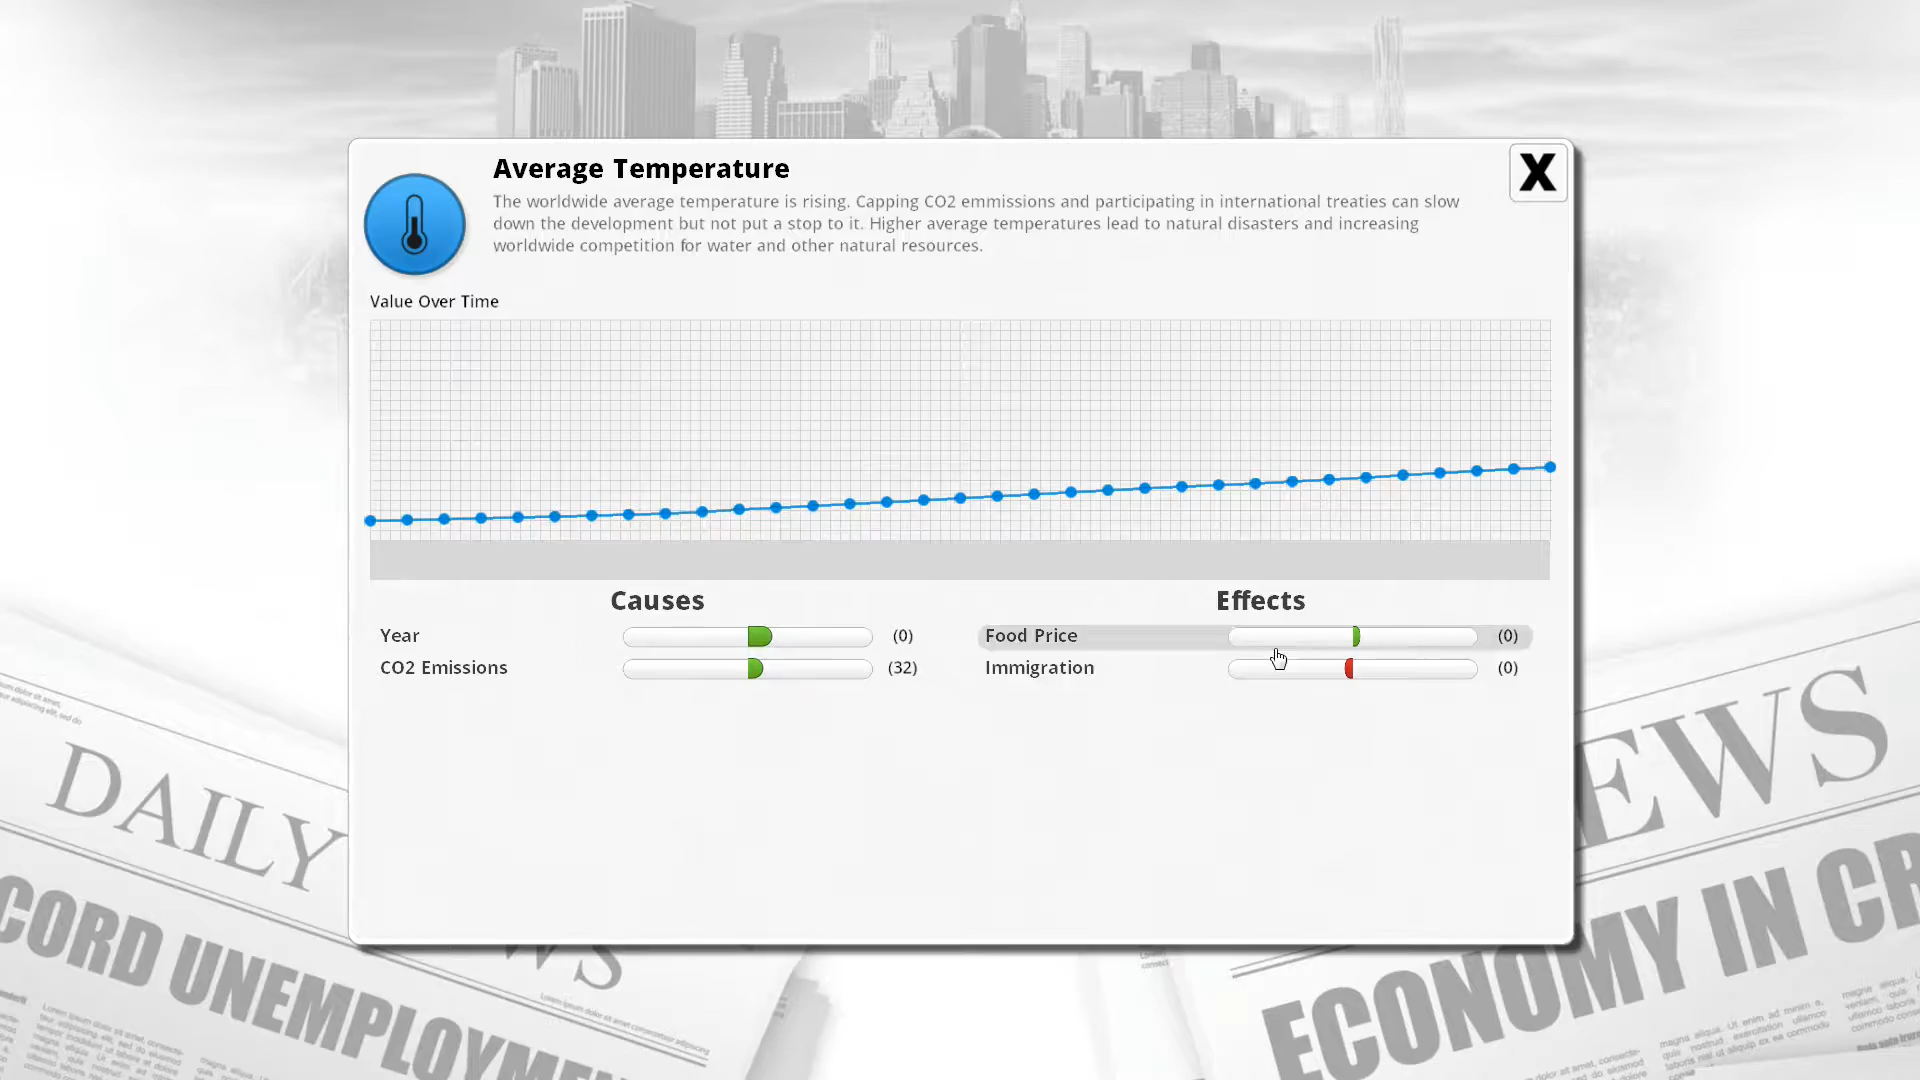 Average Temperature
X
The worldwide average temperature is rising. Capping CO2 emmissions and participating in international treaties can slow
down the development but not put a stop to it. Higher average temperatures lead to natural disasters and increasing
worldwide competition for water and other natural resources.
Value Over Time
Causes
Effects
Year (0)
Food Price (0)
CO2 Emissions (32)
Immigration (0)
DAILY
EWS
CORD UNEMPLOYME
WS
ECONOMY IN CR